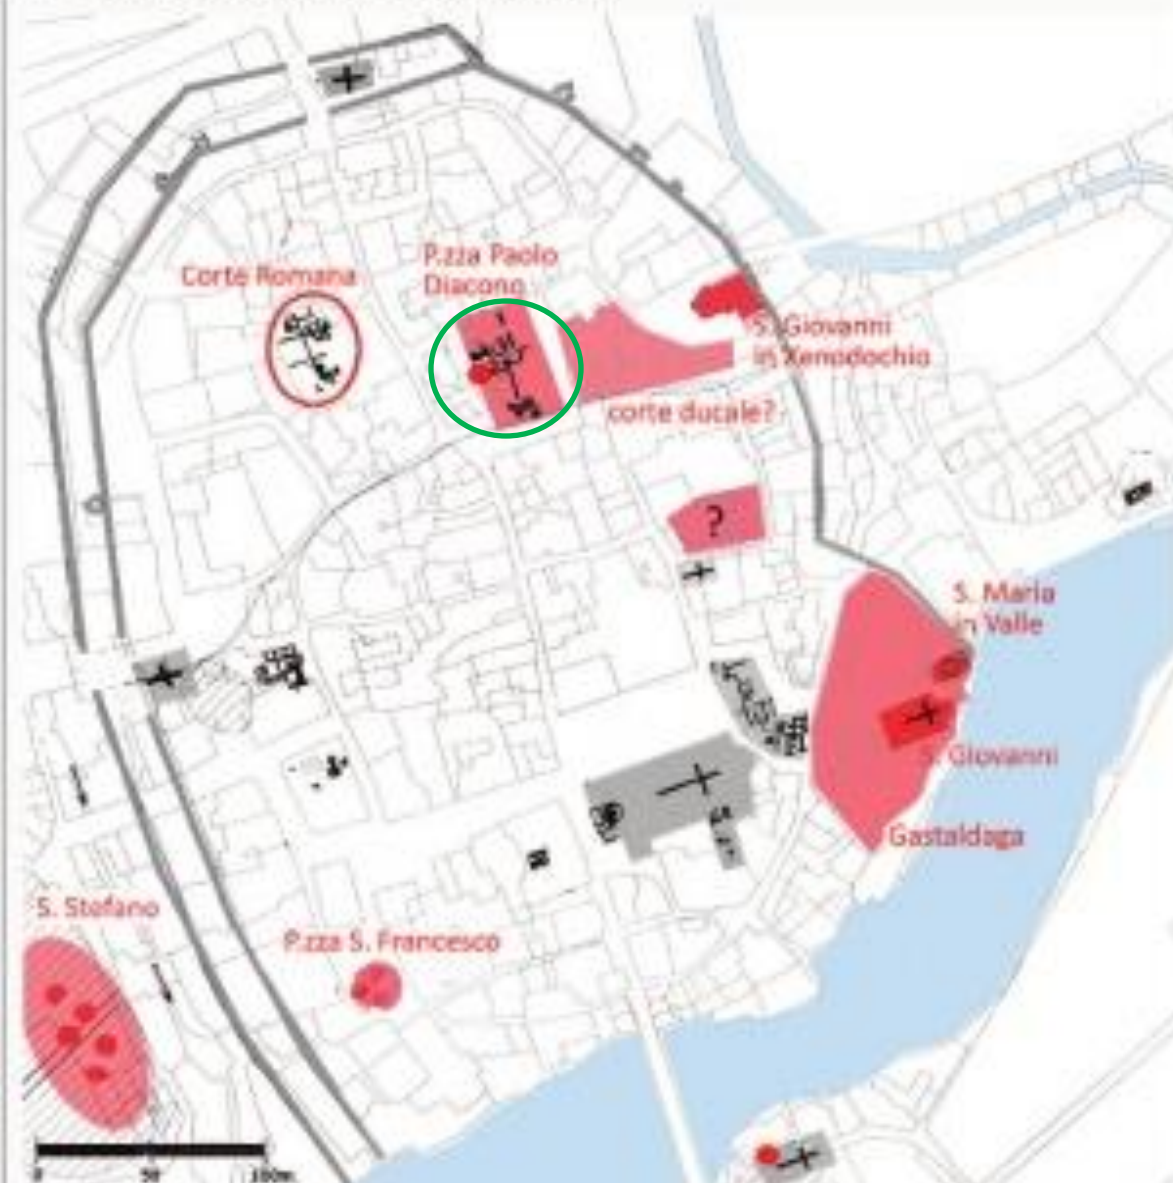 P.zza Paolo
Diacono
Corte Romana
S. Giovanni
in Xenodochio
corte ducale?
?
S. Maria
in Valle
S. Giovanni
Gastaldaga
S. Stefano
P.zza S. Francesco
0 50 100m